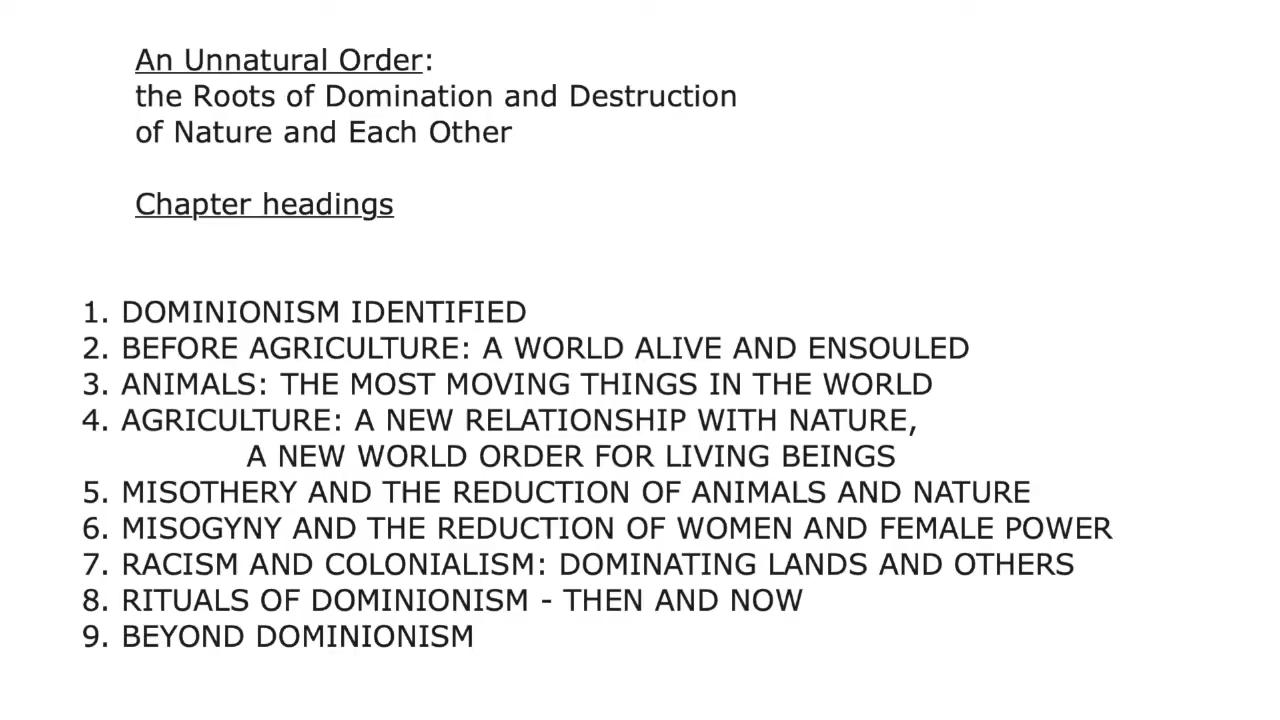 An Unnatural Order:
the Roots of Domination and Destruction
of Nature and Each Other
Chapter headings
1. DOMINIONISM IDENTIFIED
2. BEFORE AGRICULTURE: A WORLD ALIVE AND ENSOULED
3. ANIMALS: THE MOST MOVING THINGS IN THE WORLD
4. AGRICULTURE: A NEW RELATIONSHIP WITH NATURE,
A NEW WORLD ORDER FOR LIVING BEINGS
5. MISOTHERY AND THE REDUCTION OF ANIMALS AND NATURE
6. MISOGYNY AND THE REDUCTION OF WOMEN AND FEMALE POWER
7. RACISM AND COLONIALISM: DOMINATING LANDS AND OTHERS
8. RITUALS OF DOMINIONISM - THEN AND NOW
9. BEYOND DOMINIONISM